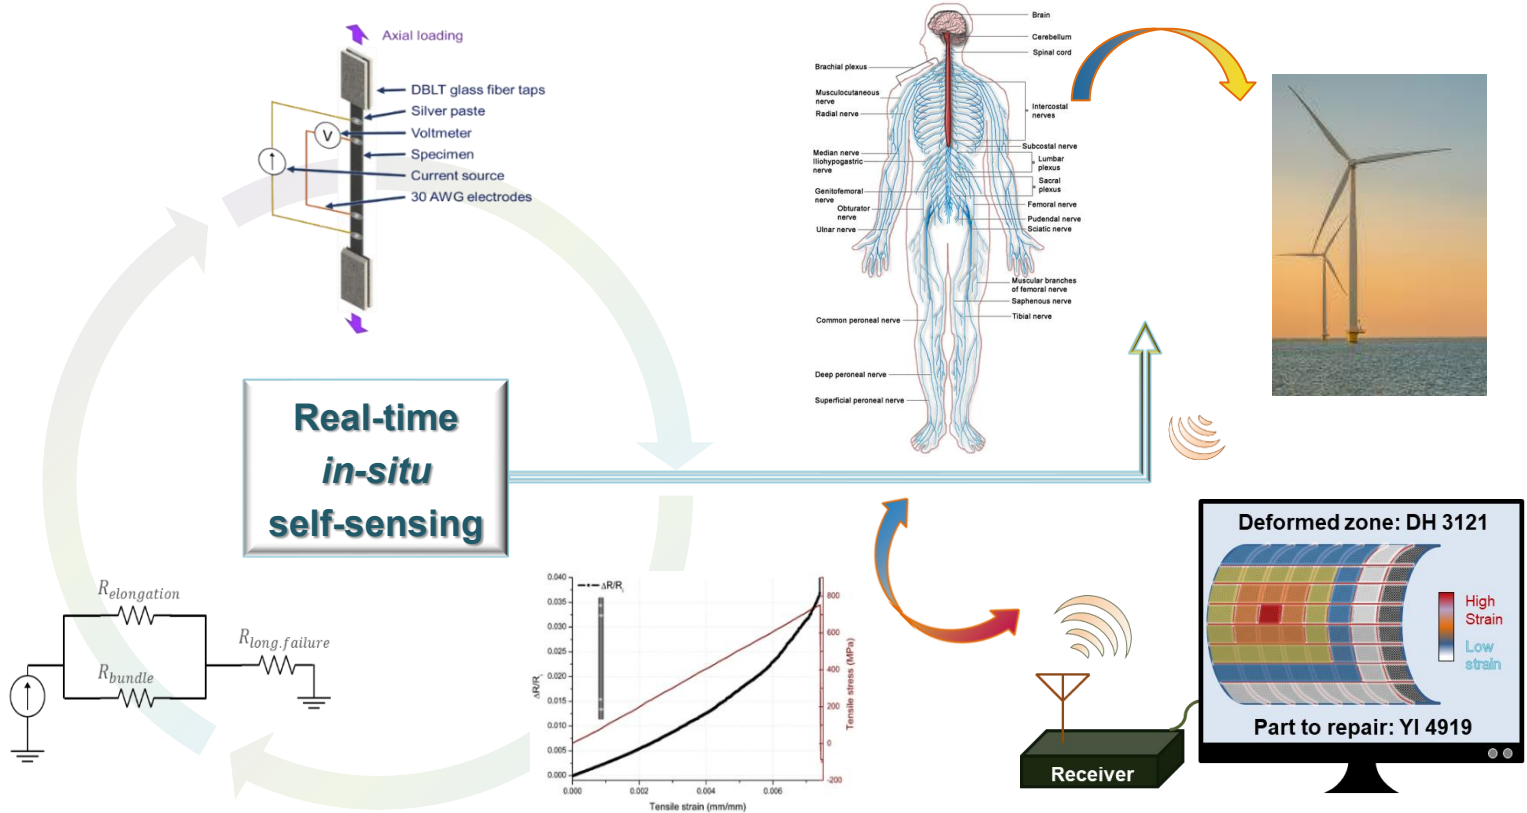 Axial loading
DBLT glass fiber taps
Silver paste
Voltmeter
V
Specimen
Current source
30 AWG electrodes
Real-time
in-situ
self-sensing
R_elongation
R_bundle
R_long.failure
0.040
0.035
0.030
0.025
0.020
0.015
0.010
0.005
0.000
ΔR/R_i
ΔR/R_i
800
600
400
200
0
-200
Tensile stress (MPa)
0.000
0.002
0.004
0.006
Tensile strain (mm/mm)
Brain
Cerebellum
Spinal cord
Brachial plexus
Musculocutaneous
nerve
Radial nerve
Intercostal
nerves
Subcostal nerve
Median nerve
Iliohypogastric
nerve
Lumbar
plexus
Sacral
plexus
Genitofemoral
nerve
Obturator
nerve
Ulnar nerve
Femoral nerve
Pudendal nerve
Sciatic nerve
Muscular branches
of femoral nerve
Saphenous nerve
Tibial nerve
Common peroneal nerve
Deep peroneal nerve
Superficial peroneal nerve
Receiver
Deformed zone: DH 3121
High
Strain
Low
strain
Part to repair: YI 4919